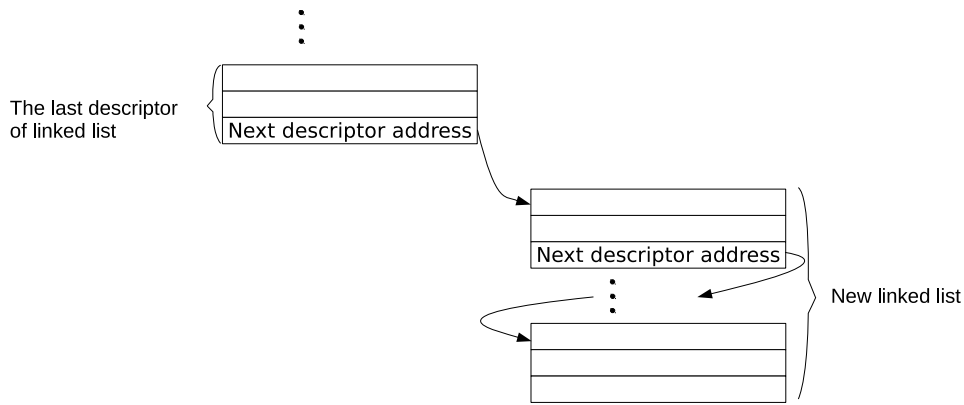 The last descriptor
of linked list
Next descriptor address
Next descriptor address
New linked list